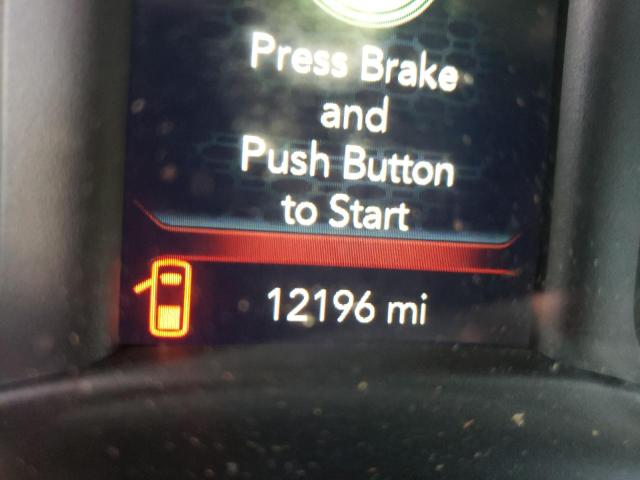 Press Brake
and
Push Button
to Start
12196 mi